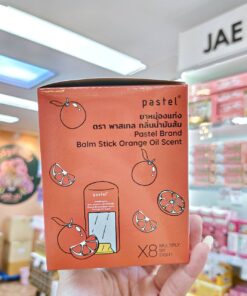 JAE
pastel
ยาหม่องแท่ง
ตรา พาสเทล กลิ่นน้ำมันส้ม
Pastel Brand
Balm Stick Orange Oil Scent
pastel
X8